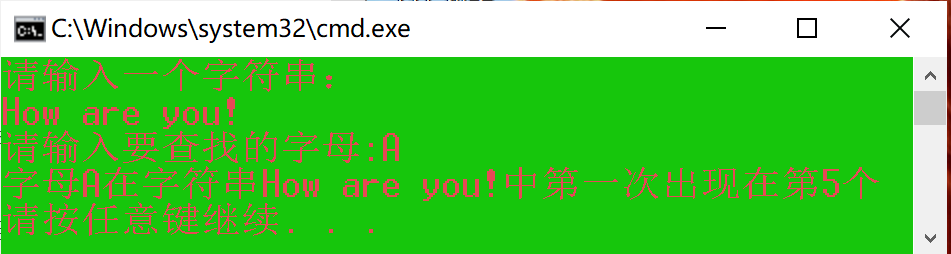 C:\Windows\system32\cmd.exe
请输入一个字符串：
How are you!
请输入要查找的字母:A
字母A在字符串How are you!中第一次出现在第5个
请按任意键继续. . .